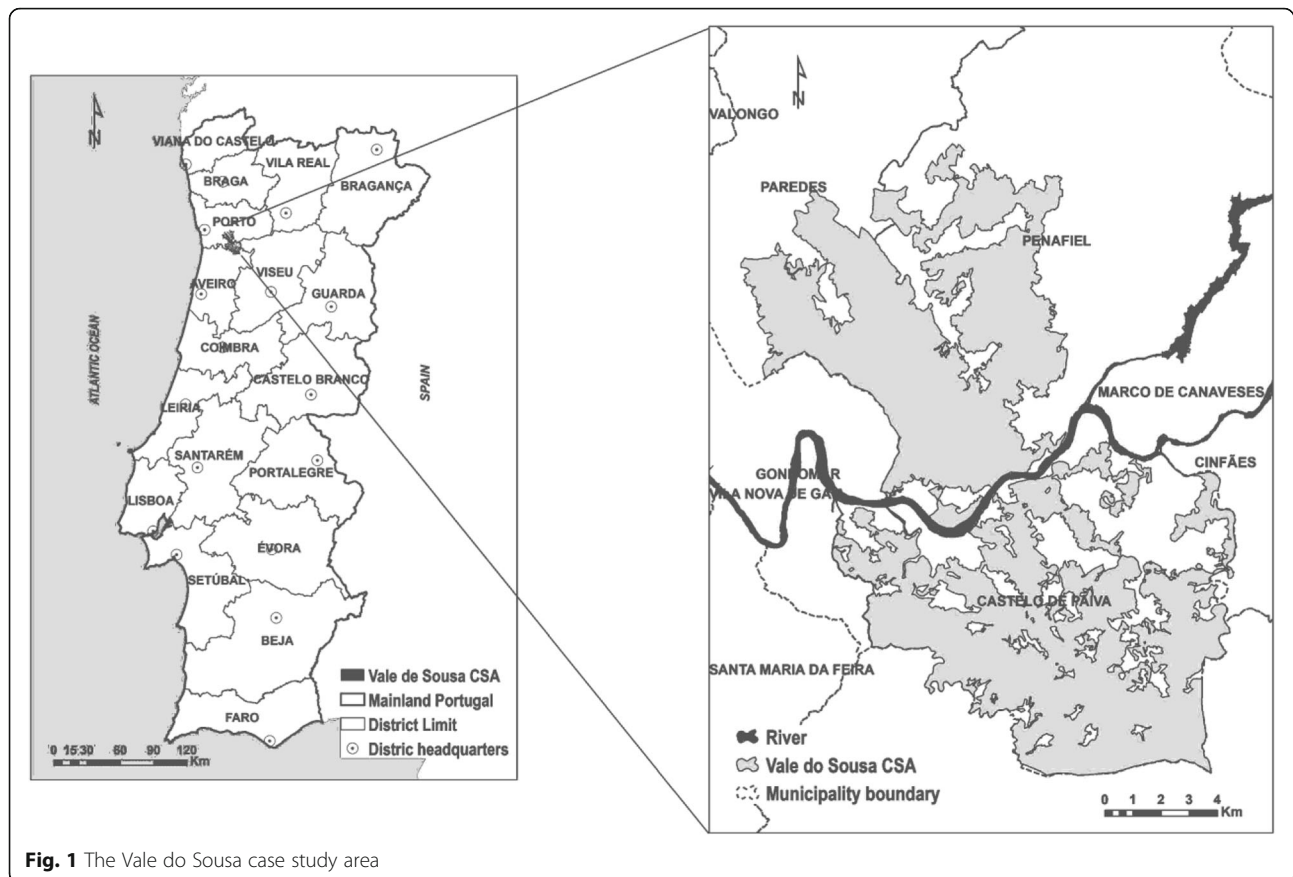 N
VIANA DO CASTELO
VILA REAL
BRAGA
BRAGANÇA
PORTO
VISEU
AVEIRO
GUARDA
COIMBRA
CASTELO BRANCO
LEIRIA
SANTARÉM
PORTALEGRE
LISBOA
ÉVORA
SETÚBAL
BEJA
FARO
ATLANTIC OCEAN
SPAIN
Vale de Sousa CSA
Mainland Portugal
District Limit
Distric headquarters
0 15 30 60 90 120
Km
N
VALONGO
PAREDES
PENAFIEL
MARCO DE CANAVESES
CINFÃES
GONDOMAR
VILA NOVA DE GA
CASTELO DE PAIVA
SANTA MARIA DA FEIRA
River
Vale do Sousa CSA
Municipality boundary
0 1 2 3 4
Km
Fig. 1 The Vale do Sousa case study area